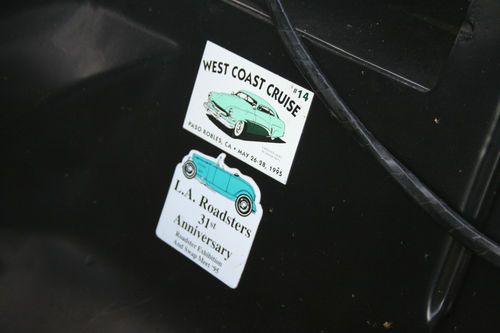 WEST COAST CRUISE #14
PASO ROBLES, CA • MAY 26-28, 1995
L.A. Roadsters
31st
Anniversary
Roadster Exhibition
And Swap Meet '95